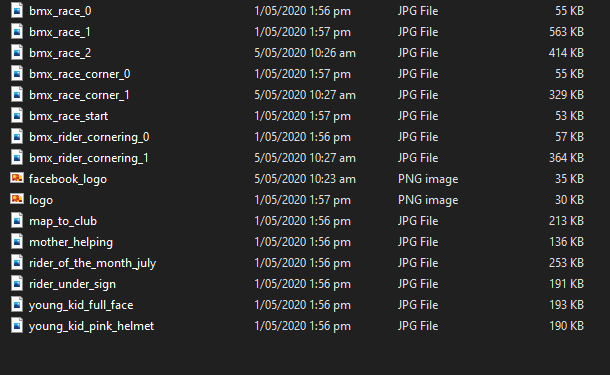 bmx_race_0 1/05/2020 1:56 pm JPG File 55 KB
bmx_race_1 1/05/2020 1:57 pm JPG File 563 KB
bmx_race_2 5/05/2020 10:26 am JPG File 414 KB
bmx_race_corner_0 1/05/2020 1:57 pm JPG File 55 KB
bmx_race_corner_1 5/05/2020 10:27 am JPG File 329 KB
bmx_race_start 1/05/2020 1:57 pm JPG File 53 KB
bmx_rider_cornering_0 1/05/2020 1:56 pm JPG File 57 KB
bmx_rider_cornering_1 5/05/2020 10:27 am JPG File 364 KB
facebook_logo 5/05/2020 10:23 am PNG image 35 KB
logo 1/05/2020 1:57 pm PNG image 30 KB
map_to_club 1/05/2020 1:56 pm JPG File 213 KB
mother_helping 1/05/2020 1:56 pm JPG File 136 KB
rider_of_the_month_july 1/05/2020 1:56 pm JPG File 253 KB
rider_under_sign 1/05/2020 1:56 pm JPG File 191 KB
young_kid_full_face 1/05/2020 1:56 pm JPG File 193 KB
young_kid_pink_helmet 1/05/2020 1:56 pm JPG File 190 KB